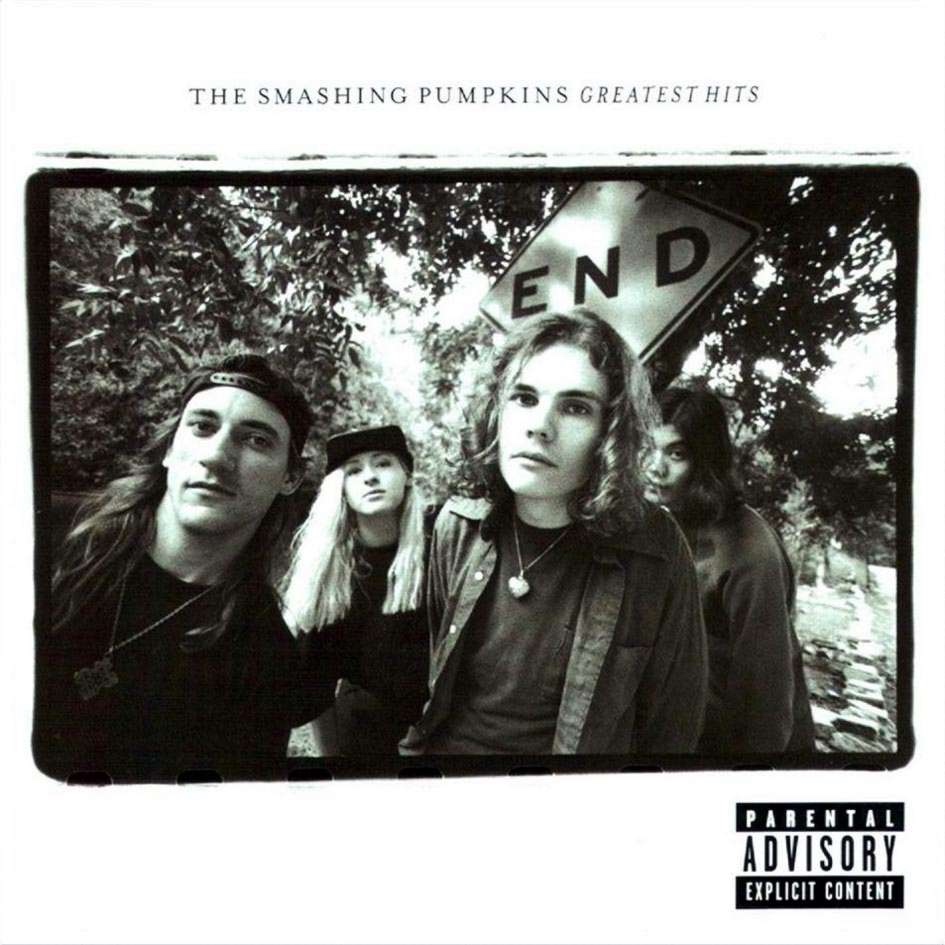 THE SMASHING PUMPKINS GREATEST HITS
END
PARENTAL
ADVISORY
EXPLICIT CONTENT